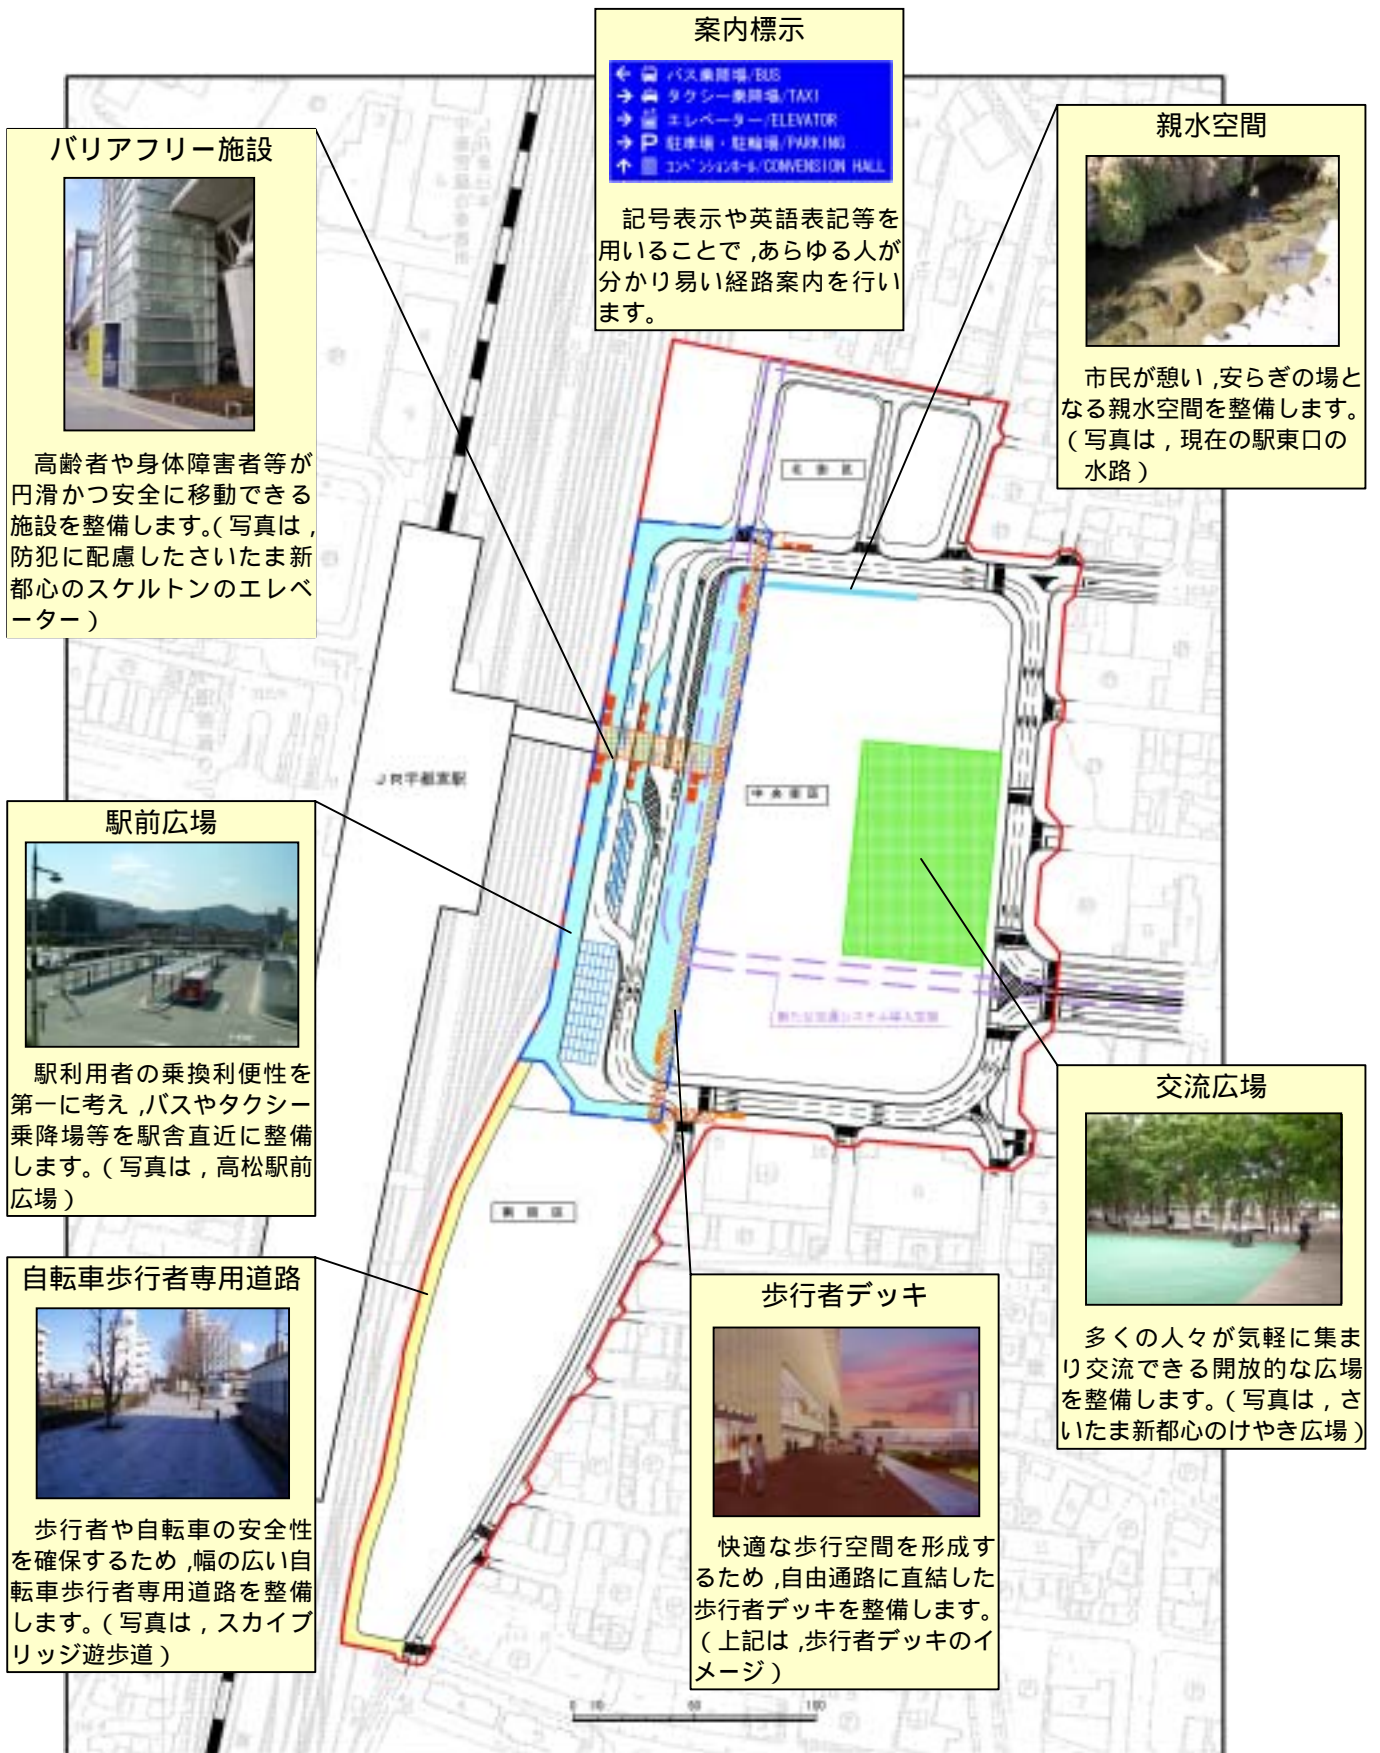 案内標示
← バス乗降場/BUS
→ タクシー乗降場/TAXI
→ エレベーター/ELEVATOR
→ P 駐車場・駐輪場/PARKING
↑ コンベンションホール/CONVENSION HALL
記号表示や英語表記等を
用いることで,あらゆる人が
分かり易い経路案内を行い
ます。
バリアフリー施設
高齢者や身体障害者等が
円滑かつ安全に移動できる
施設を整備します。(写真は,
防犯に配慮したさいたま新
都心のスケルトンのエレベ
ーター)
親水空間
市民が憩い,安らぎの場と
なる親水空間を整備します。
(写真は,現在の駅東口の
水路)
JR宇都宮駅
中央街区
駅前広場
駅利用者の乗換利便性を
第一に考え,バスやタクシー
乗降場等を駅舎直近に整備
します。(写真は,高松駅前
広場)
新たな交通システム導入空間
交流広場
多くの人々が気軽に集ま
り交流できる開放的な広場
を整備します。(写真は,さ
いたま新都心のけやき広場)
南街区
自転車歩行者専用道路
歩行者や自転車の安全性
を確保するため,幅の広い自
転車歩行者専用道路を整備
します。(写真は,スカイブ
リッジ遊歩道)
歩行者デッキ
快適な歩行空間を形成す
るため,自由通路に直結した
歩行者デッキを整備します。
(上記は,歩行者デッキのイ
メージ)
0 10 50 100